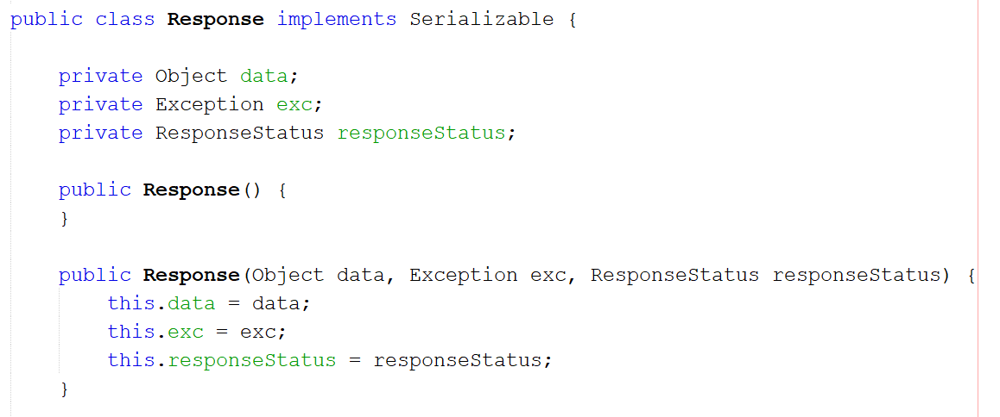 public class Response implements Serializable {
private Object data;
private Exception exc;
private ResponseStatus responseStatus;
public Response() {
}
public Response(Object data, Exception exc, ResponseStatus responseStatus) {
this.data = data;
this.exc = exc;
this.responseStatus = responseStatus;
}